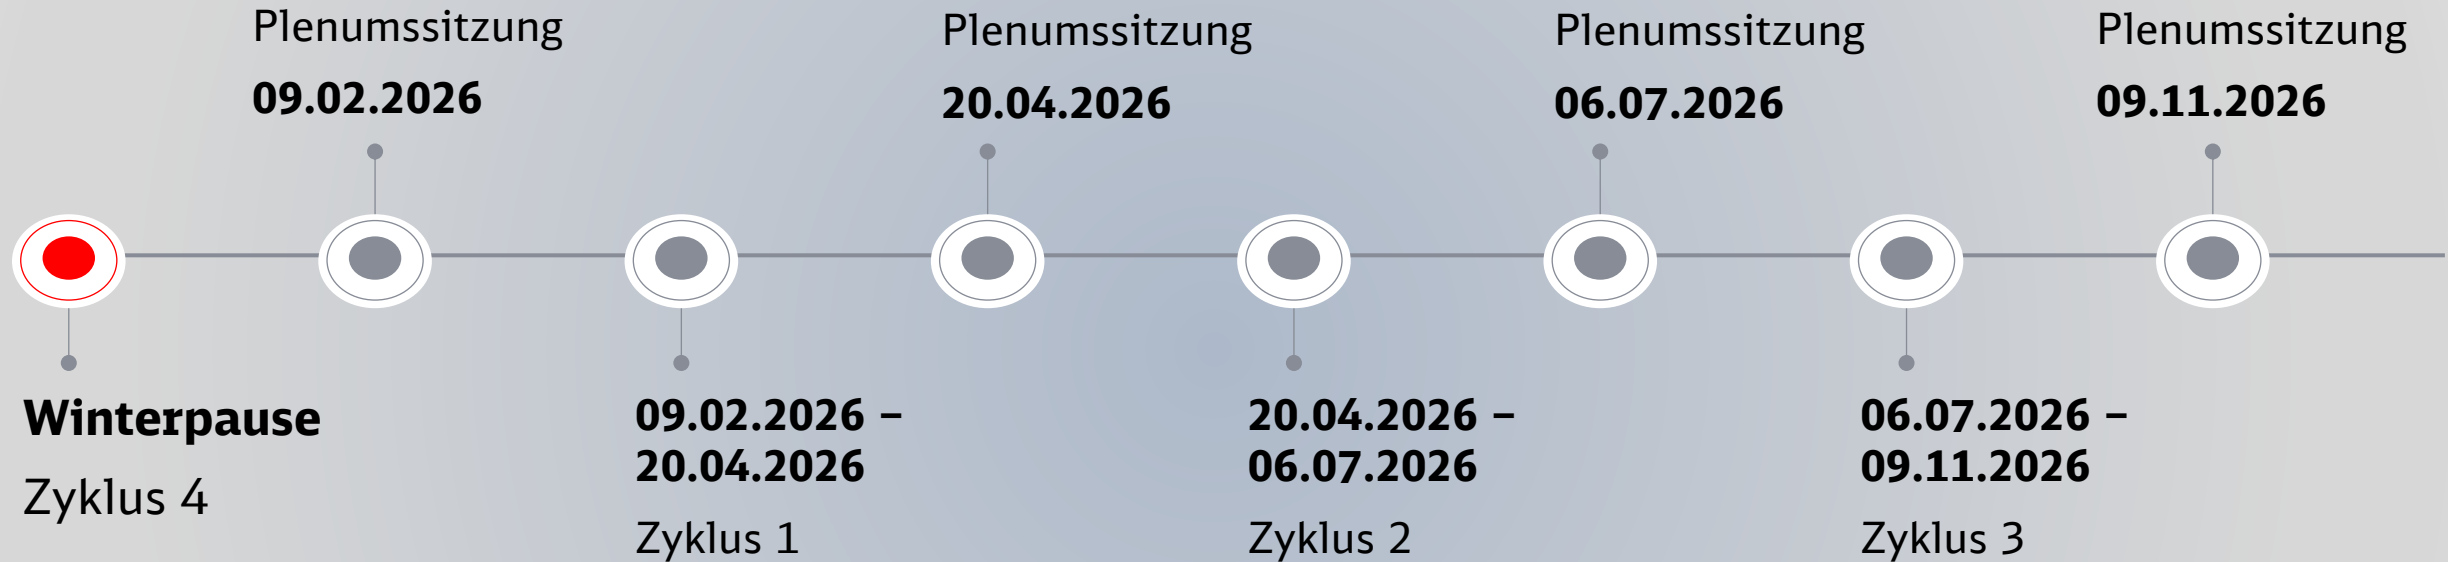 Plenumssitzung
09.02.2026
Plenumssitzung
20.04.2026
Plenumssitzung
06.07.2026
Plenumssitzung
09.11.2026
Winterpause
Zyklus 4
09.02.2026 –
20.04.2026
Zyklus 1
20.04.2026 –
06.07.2026
Zyklus 2
06.07.2026 –
09.11.2026
Zyklus 3